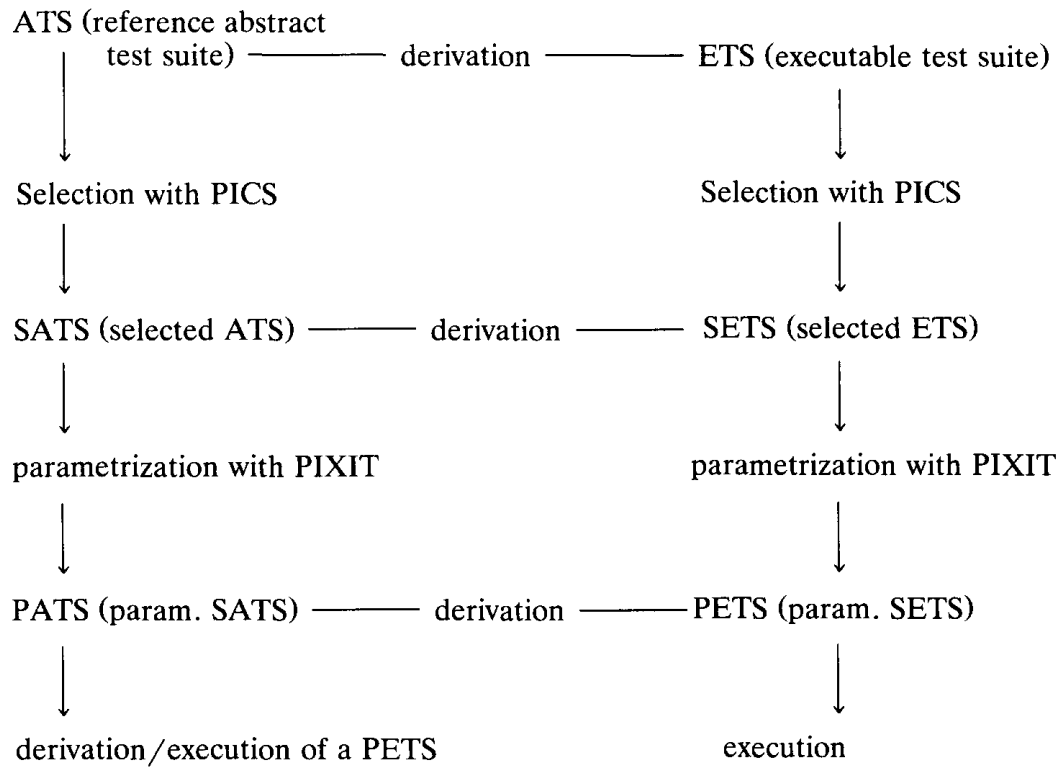 ATS (reference abstract
test suite) derivation ETS (executable test suite)
Selection with PICS Selection with PICS
SATS (selected ATS) derivation SETS (selected ETS)
parametrization with PIXIT parametrization with PIXIT
PATS (param. SATS) derivation PETS (param. SETS)
derivation/execution of a PETS execution